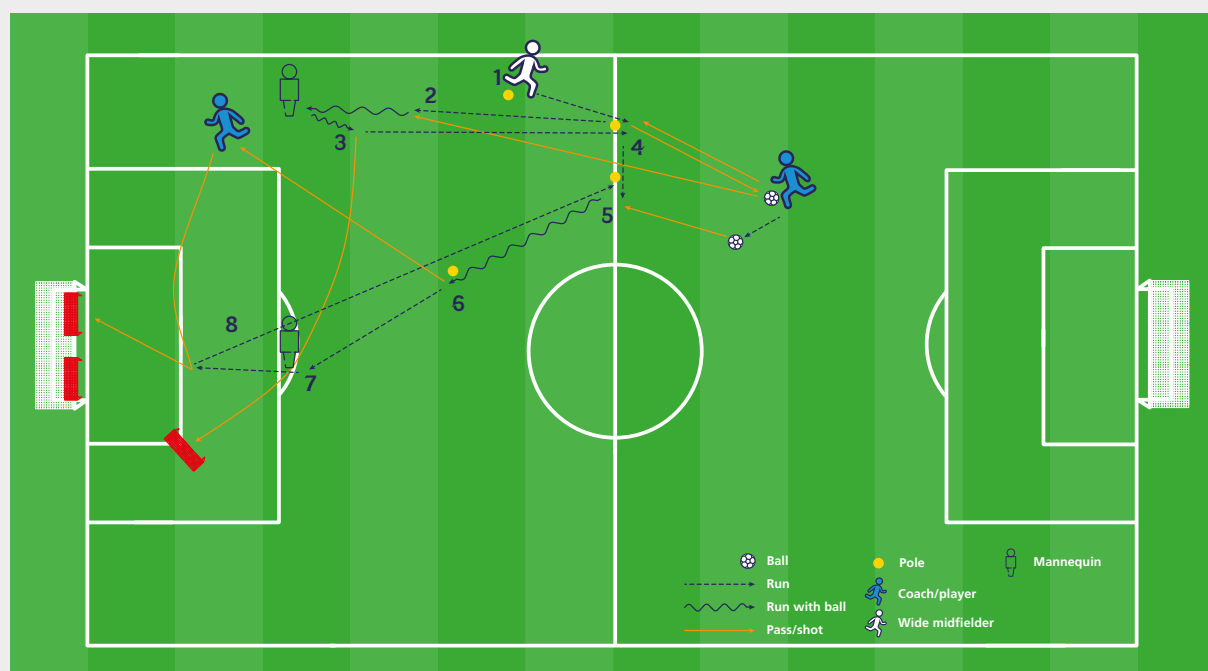 1
2
3
4
5
6
7
8
Ball
Run
Run with ball
Pass/shot
Pole
Coach/player
Wide midfielder
Mannequin